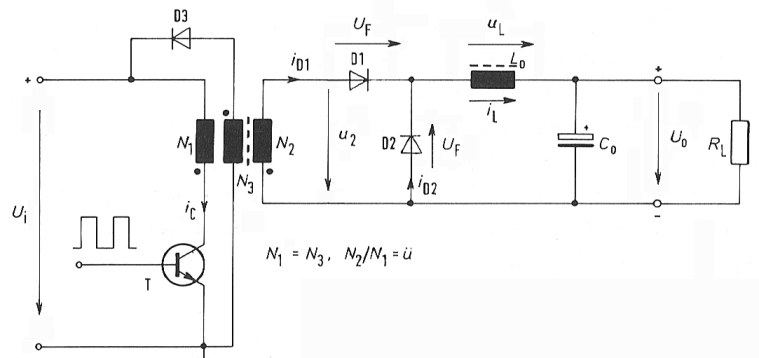 D3
U_F
u_L
i_D1
D1
L_o
+
+
N_1
N_2
N_3
u_2
D2
U_F
i_L
+
C_o
U_o
R_L
i_D2
U_i
i_C
−
T
N_1 = N_3, N_2/N_1 = ü